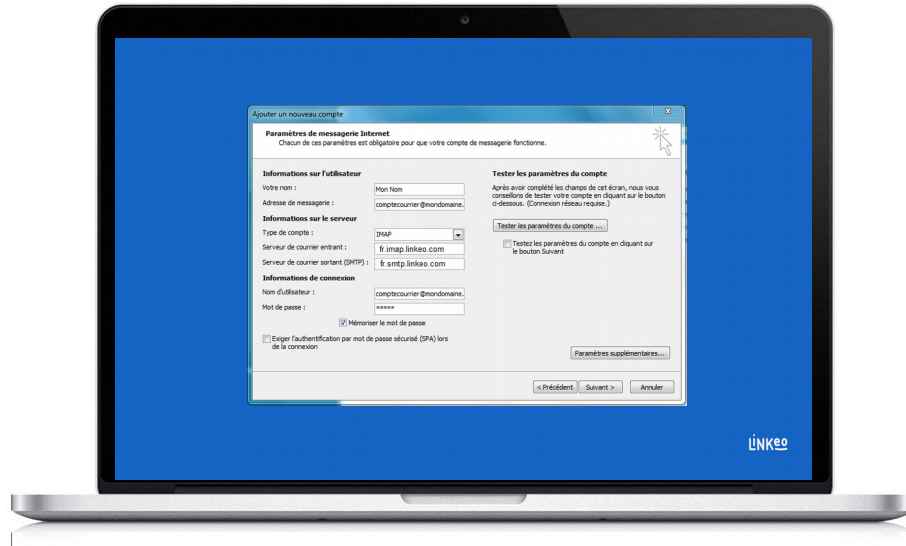 Ajouter un nouveau compte
Paramètres de messagerie Internet
Chacun de ces paramètres est obligatoire pour que votre compte de messagerie fonctionne.
Informations sur l'utilisateur
Votre nom :
Mon Nom
Adresse de messagerie :
comptecourrier@mondomaine.
Informations sur le serveur
Type de compte :
IMAP
Serveur de courrier entrant :
fr.imap.linkeo.com
Serveur de courrier sortant (SMTP) :
fr.smtp.linkeo.com
Informations de connexion
Nom d'utilisateur :
comptecourrier@mondomaine.
Mot de passe :
*****
Mémoriser le mot de passe
Exiger l'authentification par mot de passe sécurisé (SPA) lors
de la connexion
Tester les paramètres du compte
Après avoir complété les champs de cet écran, nous vous
conseillons de tester votre compte en cliquant sur le bouton
ci-dessous. (Connexion réseau requise.)
Tester les paramètres du compte ...
Testez les paramètres du compte en cliquant sur
le bouton Suivant
Paramètres supplémentaires...
< Précédent
Suivant >
Annuler
LiNKeo